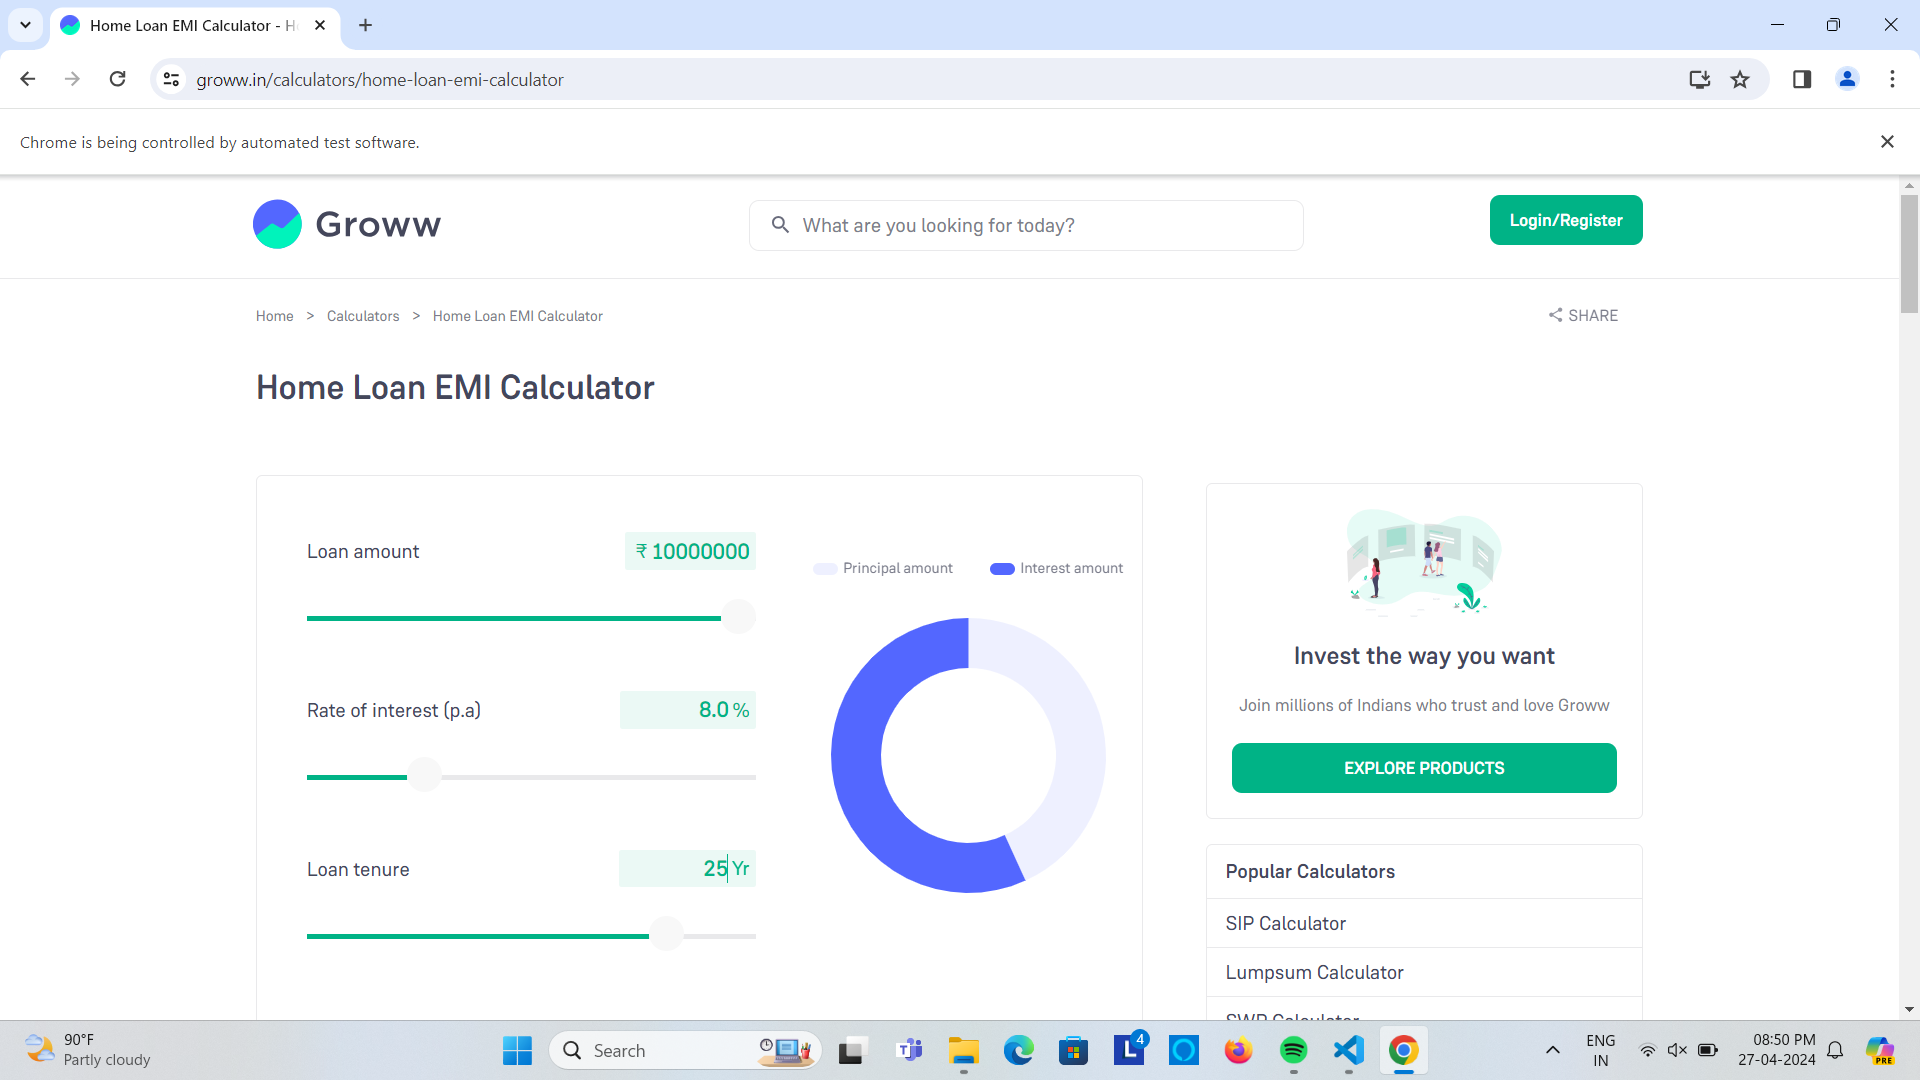 Home Loan EMI Calculator - H
groww.in/calculators/home-loan-emi-calculator
Chrome is being controlled by automated test software.
Groww
What are you looking for today?
Login/Register
Home > Calculators > Home Loan EMI Calculator
SHARE
Home Loan EMI Calculator
Loan amount
₹ 10000000
Rate of interest (p.a)
8.0 %
Loan tenure
25 Yr
Principal amount
Interest amount
Invest the way you want
Join millions of Indians who trust and love Groww
EXPLORE PRODUCTS
Popular Calculators
SIP Calculator
Lumpsum Calculator
SWP Calculator
90°F
Partly cloudy
Search
4
ENG
IN
08:50 PM
27-04-2024
PRE